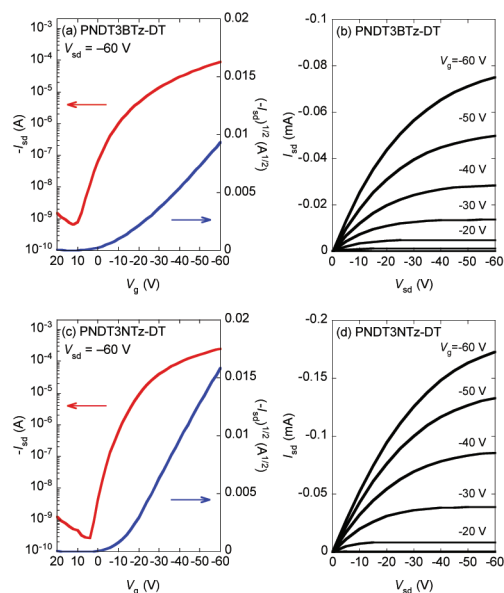 (a) PNDT3BTz-DT
V_sd = –60 V
10^-3
10^-4
10^-5
10^-6
10^-7
10^-8
10^-9
10^-10
-I_sd (A)
20 10 0 -10 -20 -30 -40 -50 -60
V_g (V)
0.02
0.015
0.01
0.005
0
(-I_sd)^1/2 (A^1/2)
(b) PNDT3BTz-DT
V_g= -60 V
-50 V
-40 V
-30 V
-20 V
-0.1
-0.08
-0.06
-0.04
-0.02
0
I_sd (mA)
0 -10 -20 -30 -40 -50 -60
V_sd (V)
(c) PNDT3NTz-DT
V_sd = –60 V
10^-3
10^-4
10^-5
10^-6
10^-7
10^-8
10^-9
10^-10
-I_sd (A)
20 10 0 -10 -20 -30 -40 -50 -60
V_g (V)
0.02
0.015
0.01
0.005
0
(-I_sd)^1/2 (A^1/2)
(d) PNDT3NTz-DT
V_g=-60 V
-50 V
-40 V
-30 V
-20 V
-0.2
-0.15
-0.1
-0.05
0
I_sd (mA)
0 -10 -20 -30 -40 -50 -60
V_sd (V)